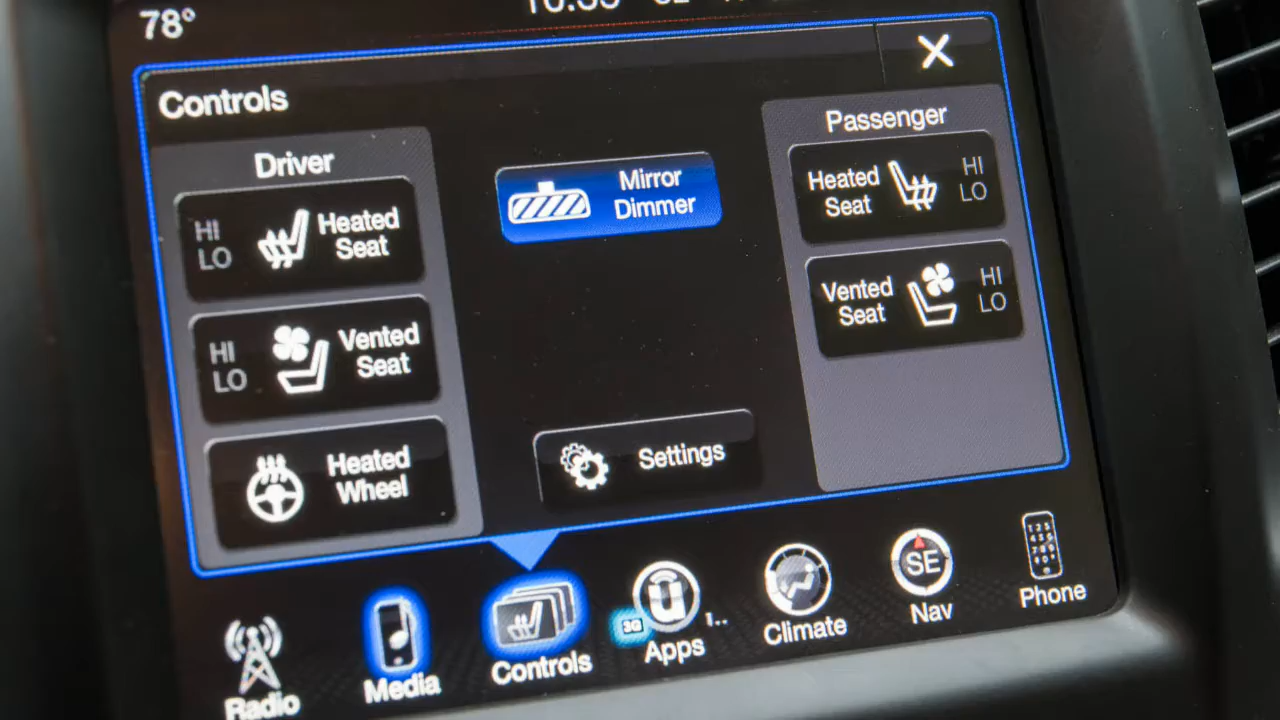 78°
Controls
Driver
HI
LO
Heated
Seat
HI
LO
Vented
Seat
Heated
Wheel
Mirror
Dimmer
Settings
Passenger
Heated
Seat
HI
LO
Vented
Seat
HI
LO
Radio
Media
Controls
3G
Apps
Climate
SE
Nav
Phone